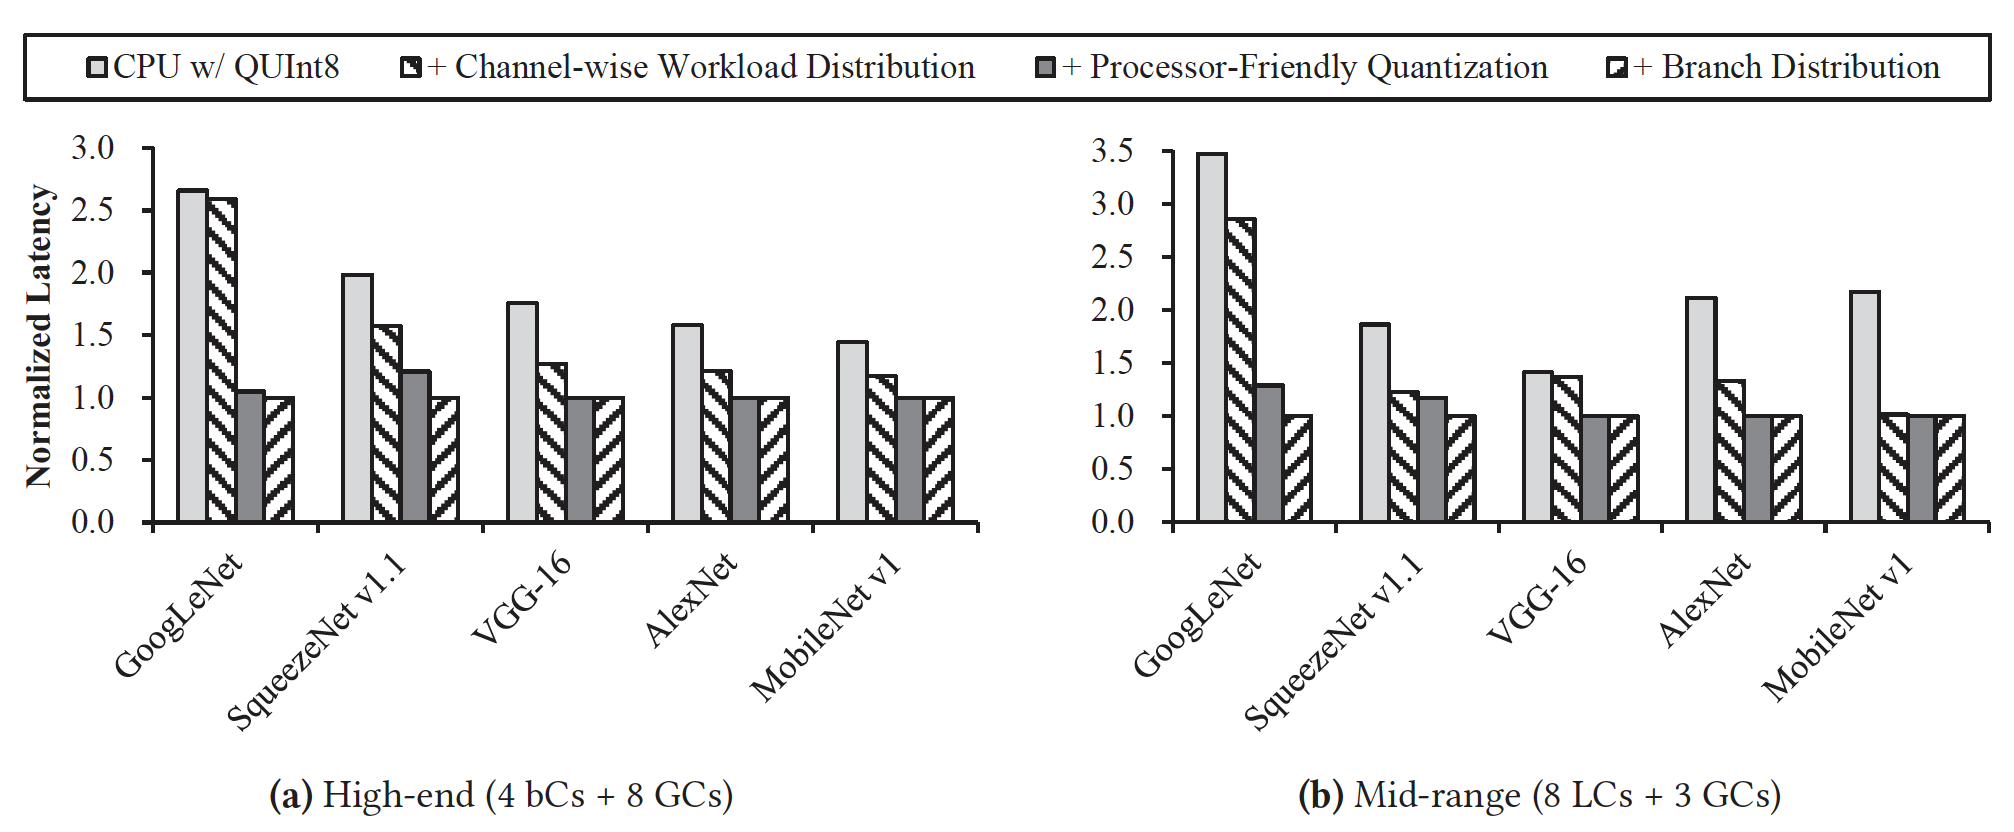 CPU w/ QUInt8 + Channel-wise Workload Distribution + Processor-Friendly Quantization + Branch Distribution
Normalized Latency
3.0
2.5
2.0
1.5
1.0
0.5
0.0
GoogLeNet
SqueezeNet v1.1
VGG-16
AlexNet
MobileNet v1
(a) High-end (4 bCs + 8 GCs)
3.5
3.0
2.5
2.0
1.5
1.0
0.5
0.0
GoogLeNet
SqueezeNet v1.1
VGG-16
AlexNet
MobileNet v1
(b) Mid-range (8 LCs + 3 GCs)